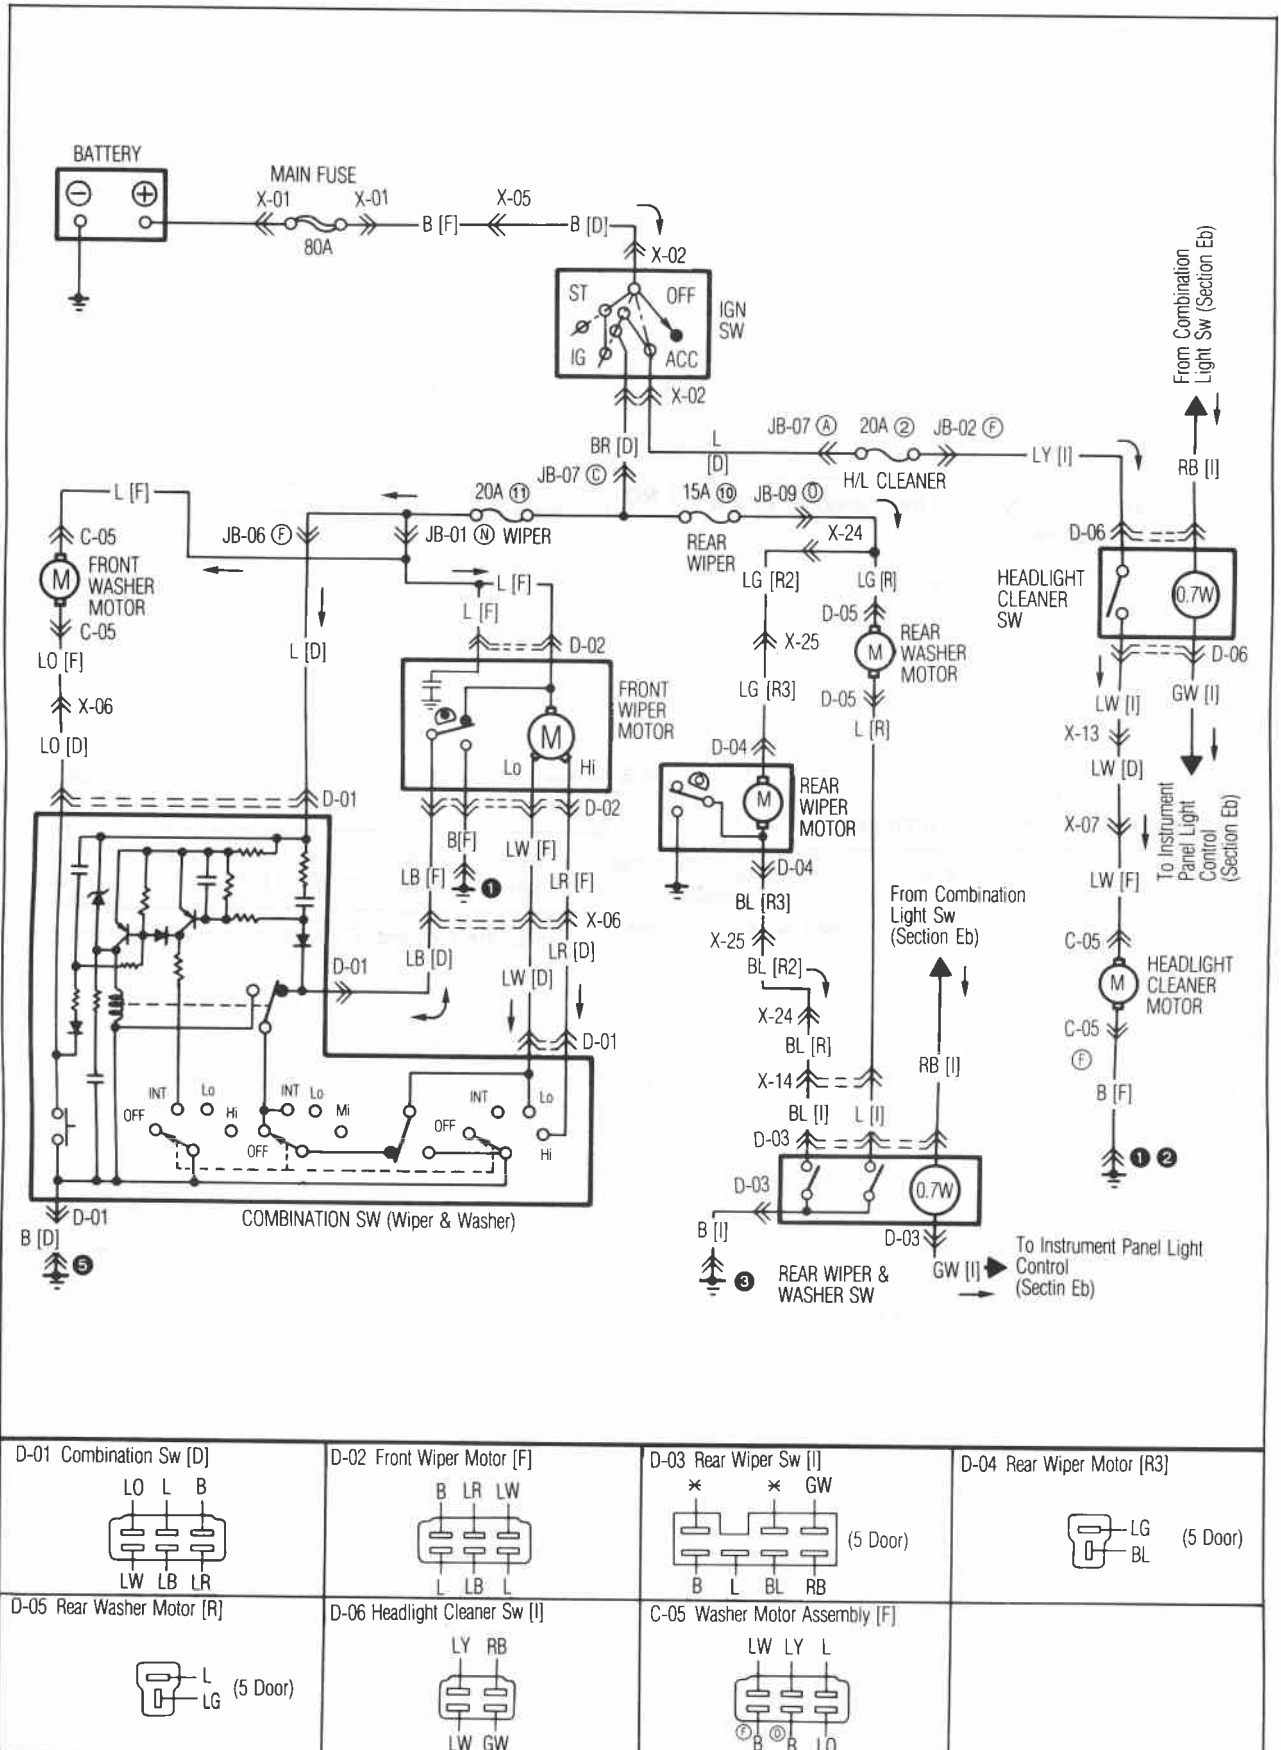 BATTERY
MAIN FUSE
X-01
X-01
80A
B [F]
X-05
B [D]
X-02
ST
OFF
IG
ACC
IGN
SW
X-02
BR [D]
L
[D]
JB-07 Ⓐ
20A ②
JB-02 Ⓕ
H/L CLEANER
LY [I]
From Combination
Light Sw (Section Eb)
RB [I]
JB-07 Ⓒ
L [F]
20A ⑪
15A ⑩
JB-09 Ⓞ
JB-06 Ⓕ
JB-01 Ⓝ WIPER
REAR
WIPER
X-24
C-05
FRONT
WASHER
MOTOR
M
C-05
LO [F]
X-06
LO [D]
L [D]
L [F]
L [F]
D-02
FRONT
WIPER
MOTOR
M
Lo
Hi
D-02
LG [R2]
LG [R]
X-25
LG [R3]
D-05
REAR
WASHER
MOTOR
M
D-05
L [R]
D-04
REAR
WIPER
MOTOR
M
D-04
D-06
HEADLIGHT
CLEANER
SW
0.7W
D-06
LW [I]
GW [I]
X-13
LW [D]
X-07
LW [F]
To Instrument
Panel Light
Control
(Section Eb)
D-01
LB [F]
B[F]
LW [F]
LR [F]
❶
X-06
LB [D]
LR [D]
LW [D]
D-01
D-01
BL [R3]
X-25
BL [R2]
X-24
BL [R]
X-14
BL [I]
L [I]
D-03
From Combination
Light Sw
(Section Eb)
RB [I]
C-05
HEADLIGHT
CLEANER
MOTOR
M
C-05
Ⓕ
B [F]
❶ ❷
OFF
INT
Lo
Hi
OFF
INT
Lo
Mi
OFF
INT
Lo
Hi
D-01
B [D]
❺
COMBINATION SW (Wiper & Washer)
D-03
0.7W
B [I]
❸
REAR WIPER &
WASHER SW
D-03
GW [I]
To Instrument Panel Light
Control
(Sectin Eb)
D-01 Combination Sw [D]
LO L B
LW LB LR
D-02 Front Wiper Motor [F]
B LR LW
L LB L
D-03 Rear Wiper Sw [I]
* * GW
(5 Door)
B L BL RB
D-04 Rear Wiper Motor [R3]
LG
BL
(5 Door)
D-05 Rear Washer Motor [R]
L
LG
(5 Door)
D-06 Headlight Cleaner Sw [I]
LY RB
LW GW
C-05 Washer Motor Assembly [F]
LW LY L
Ⓕ B Ⓞ R LO